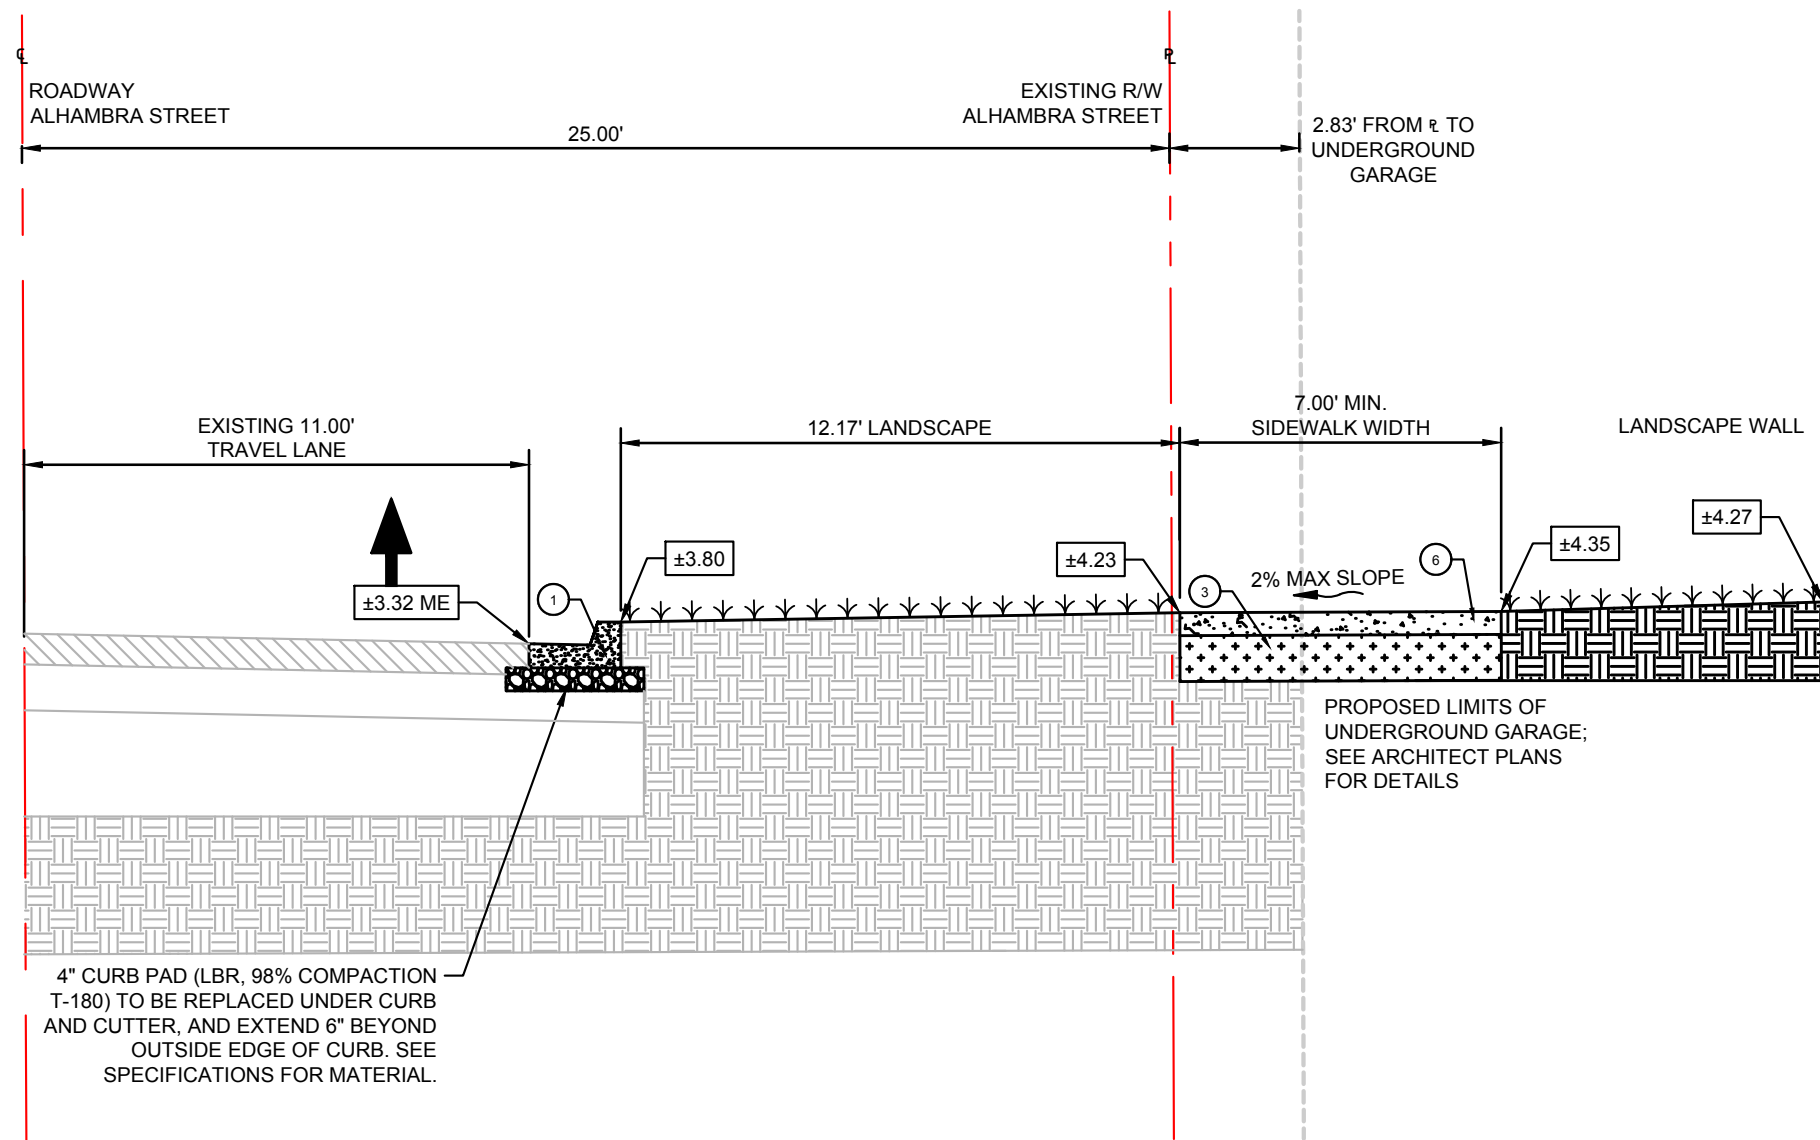 ℄
ROADWAY
ALHAMBRA STREET
25.00'
℞
EXISTING R/W
ALHAMBRA STREET
2.83' FROM ℞ TO
UNDERGROUND
GARAGE
EXISTING 11.00'
TRAVEL LANE
12.17' LANDSCAPE
7.00' MIN.
SIDEWALK WIDTH
LANDSCAPE WALL
±3.32 ME
1
±3.80
±4.23
3
2% MAX SLOPE
6
±4.35
±4.27
PROPOSED LIMITS OF
UNDERGROUND GARAGE;
SEE ARCHITECT PLANS
FOR DETAILS
4" CURB PAD (LBR, 98% COMPACTION
T-180) TO BE REPLACED UNDER CURB
AND CUTTER, AND EXTEND 6" BEYOND
OUTSIDE EDGE OF CURB. SEE
SPECIFICATIONS FOR MATERIAL.